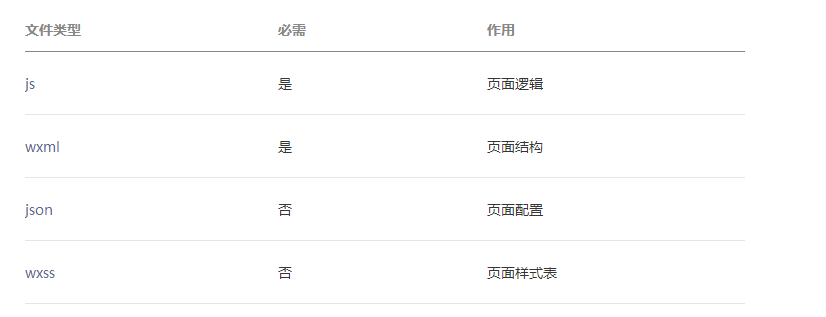 文件类型 必需 作用
js 是 页面逻辑
wxml 是 页面结构
json 否 页面配置
wxss 否 页面样式表